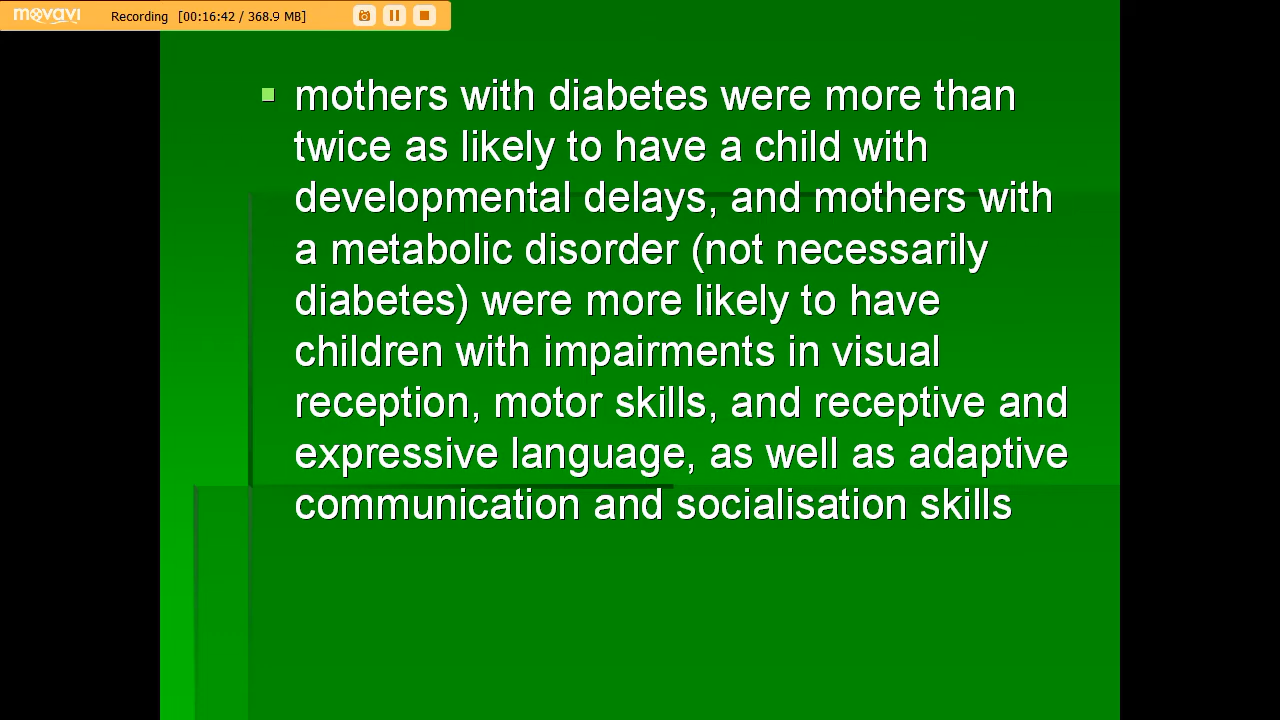 movavi Recording [00:16:42 / 368.9 MB]
mothers with diabetes were more than
twice as likely to have a child with
developmental delays, and mothers with
a metabolic disorder (not necessarily
diabetes) were more likely to have
children with impairments in visual
reception, motor skills, and receptive and
expressive language, as well as adaptive
communication and socialisation skills